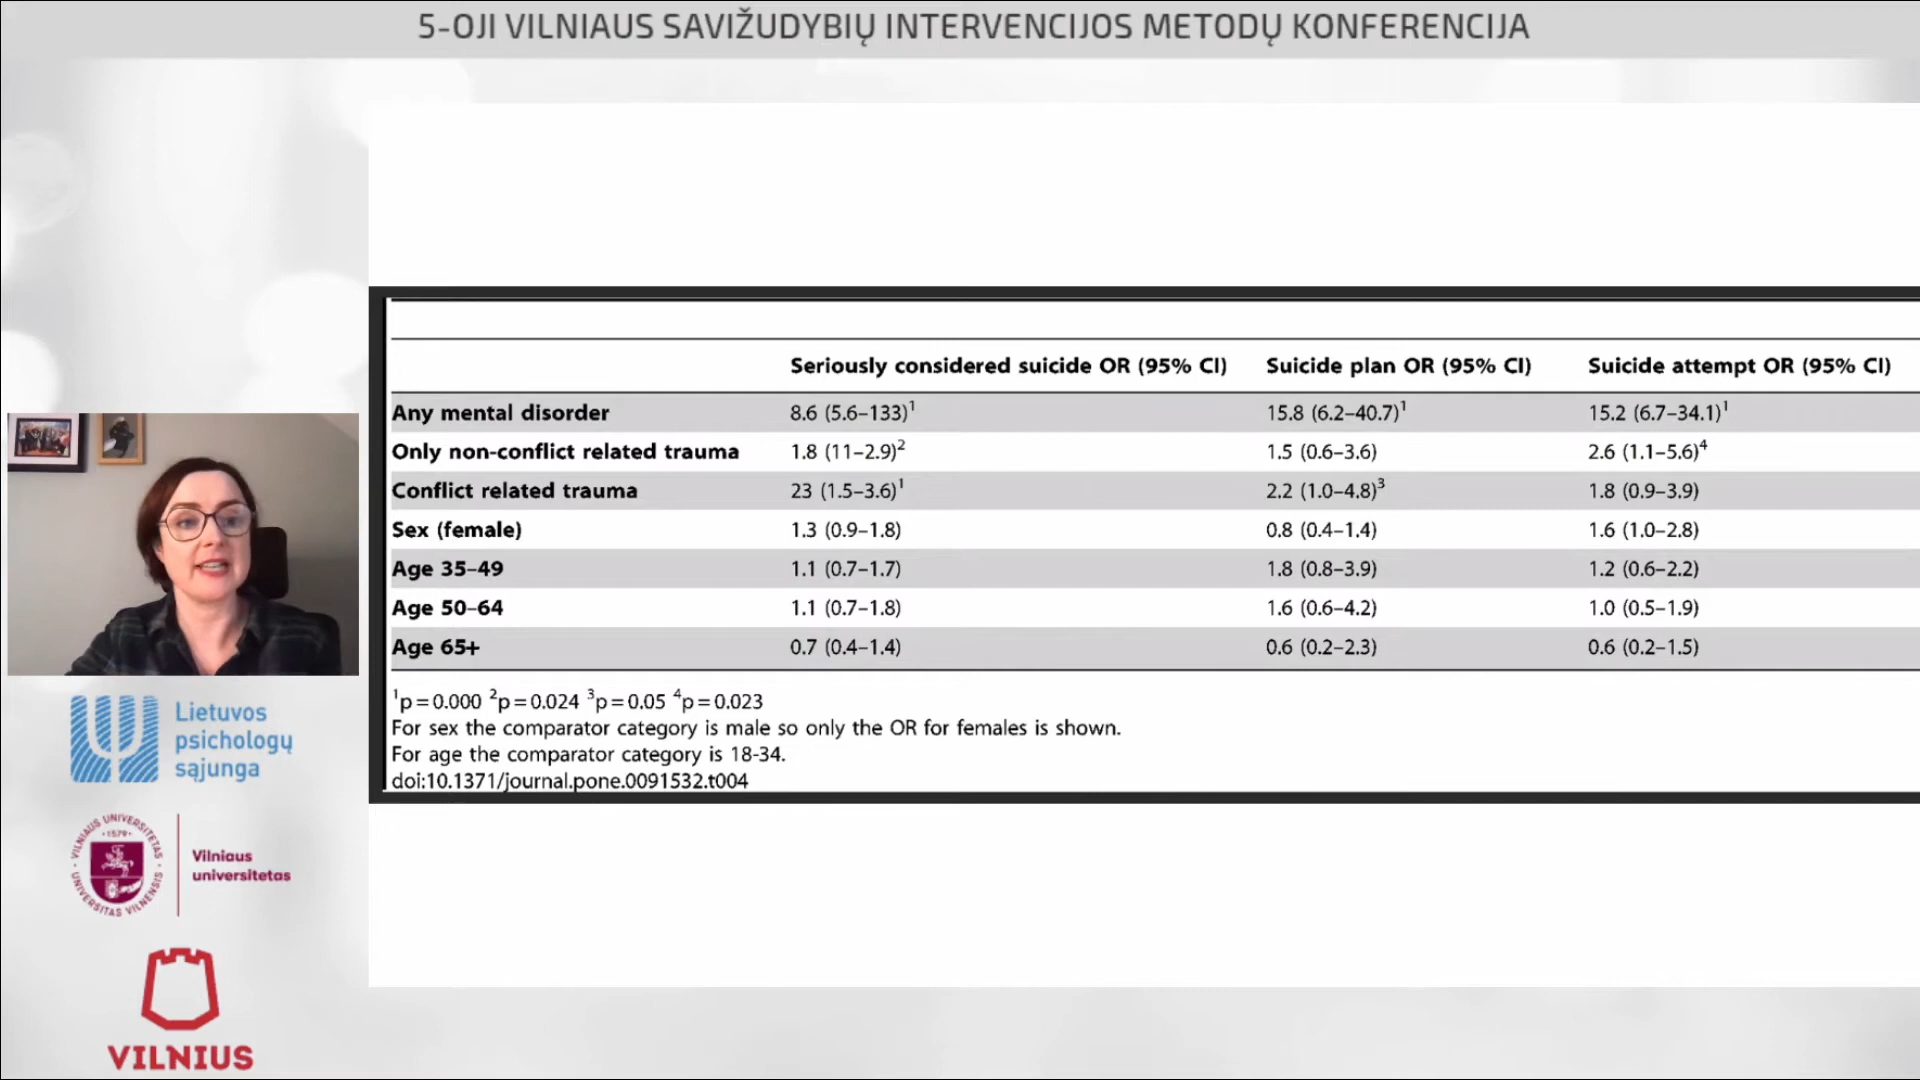 5-OJI VILNIAUS SAVIŽUDYBIŲ INTERVENCIJOS METODŲ KONFERENCIJA
Seriously considered suicide OR (95% CI) Suicide plan OR (95% CI) Suicide attempt OR (95% CI)
Any mental disorder 8.6 (5.6–133)¹ 15.8 (6.2–40.7)¹ 15.2 (6.7–34.1)¹
Only non-conflict related trauma 1.8 (11–2.9)² 1.5 (0.6–3.6) 2.6 (1.1–5.6)⁴
Conflict related trauma 23 (1.5–3.6)¹ 2.2 (1.0–4.8)³ 1.8 (0.9–3.9)
Sex (female) 1.3 (0.9–1.8) 0.8 (0.4–1.4) 1.6 (1.0–2.8)
Age 35–49 1.1 (0.7–1.7) 1.8 (0.8–3.9) 1.2 (0.6–2.2)
Age 50–64 1.1 (0.7–1.8) 1.6 (0.6–4.2) 1.0 (0.5–1.9)
Age 65+ 0.7 (0.4–1.4) 0.6 (0.2–2.3) 0.6 (0.2–1.5)
¹p=0.000 ²p=0.024 ³p=0.05 ⁴p=0.023
For sex the comparator category is male so only the OR for females is shown.
For age the comparator category is 18-34.
doi:10.1371/journal.pone.0091532.t004
Lietuvos
psichologų
sąjunga
VILNIAUS UNIVERSITETAS
·1579·
UNIVERSITAS VILNENSIS
Vilniaus
universitetas
VILNIUS